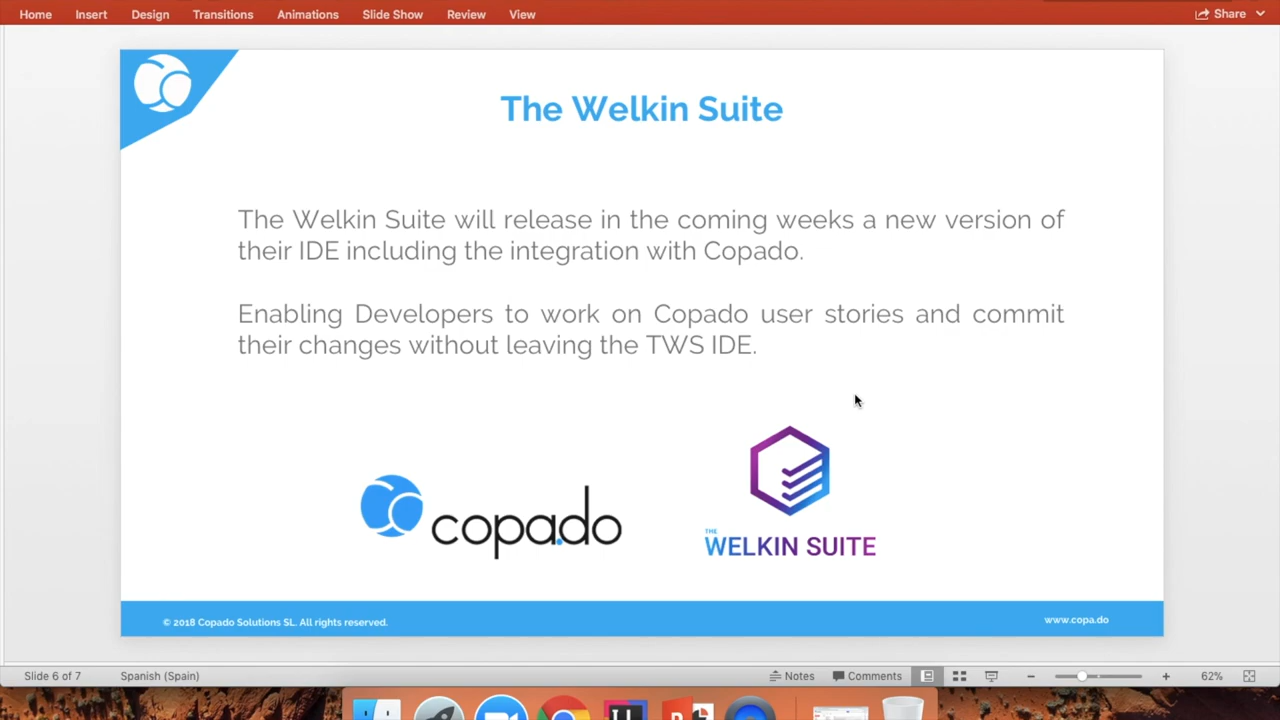 Home Insert Design Transitions Animations Slide Show Review View Share
The Welkin Suite
The Welkin Suite will release in the coming weeks a new version of
their IDE including the integration with Copado.
Enabling Developers to work on Copado user stories and commit
their changes without leaving the TWS IDE.
copa.do
THE
WELKIN SUITE
© 2018 Copado Solutions SL. All rights reserved.
www.copa.do
Slide 6 of 7 Spanish (Spain) Notes Comments 62%